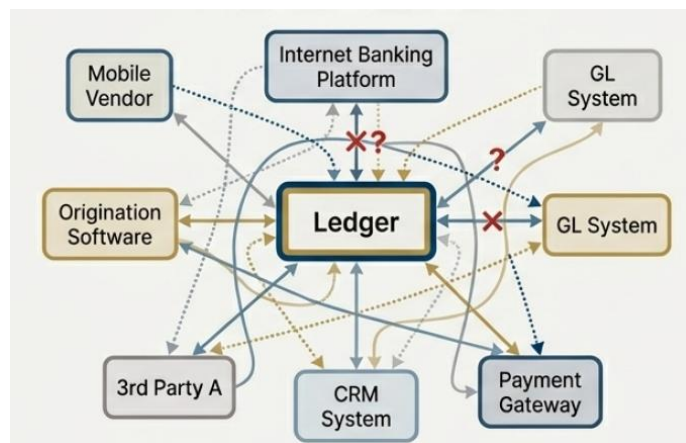 Mobile
Vendor
Internet Banking
Platform
GL
System
✕?
?
Origination
Software
Ledger
✕
GL System
3rd Party A
CRM
System
Payment
Gateway